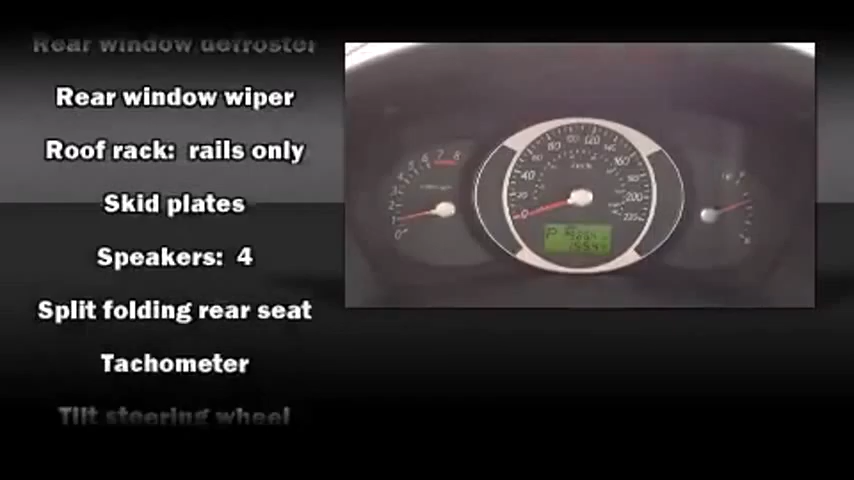 Rear window defroster
Rear window wiper
Roof rack: rails only
Skid plates
Speakers: 4
Split folding rear seat
Tachometer
Tilt steering wheel